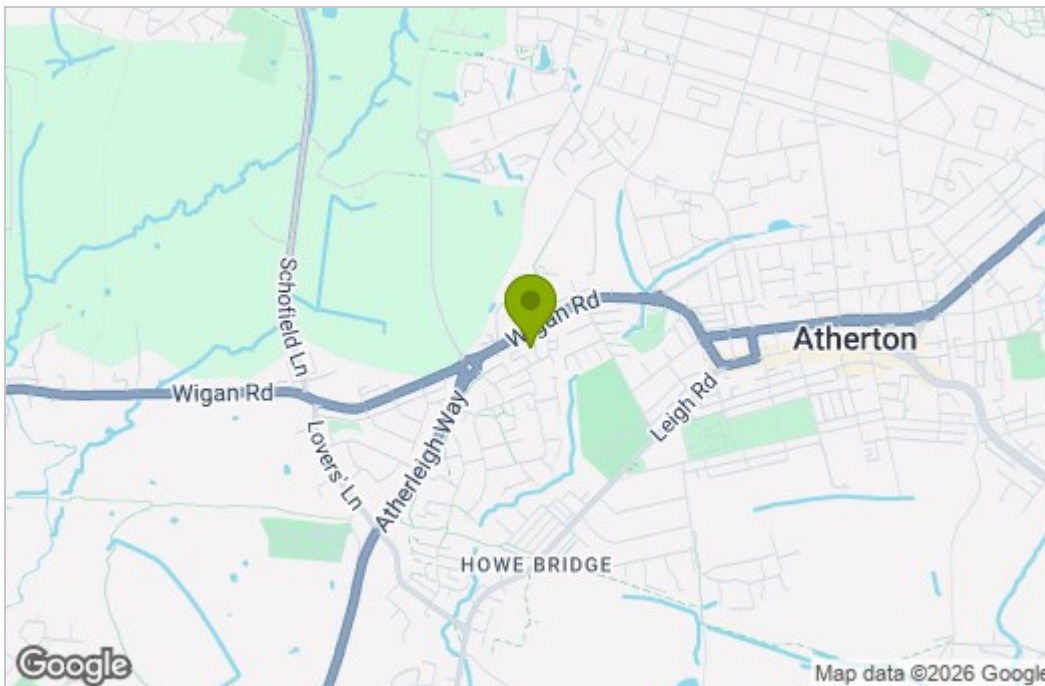 Schofield Ln
Wigan Rd
Atherton
Wigan Rd
Leigh Rd
Lovers' Ln
Atherleigh Way
HOWE BRIDGE
Google
Map data ©2026 Google